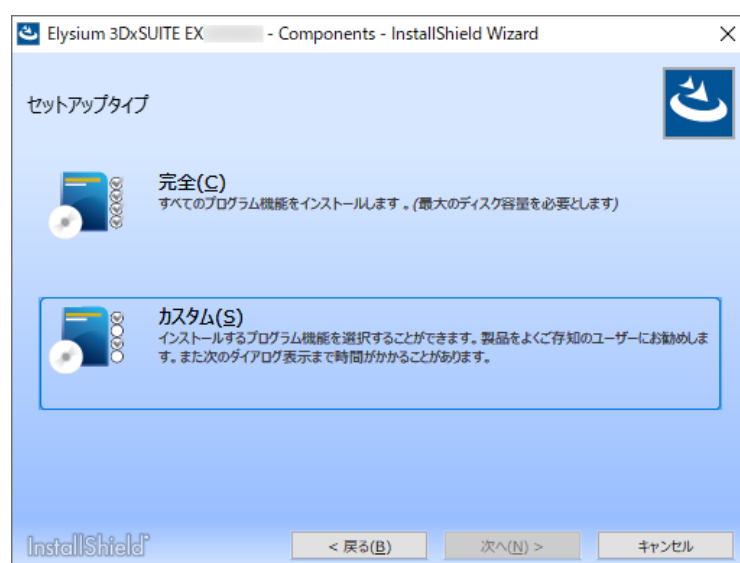 Elysium 3DxSUITE EX - Components - InstallShield Wizard
セットアップタイプ
完全(C)
すべてのプログラム機能をインストールします。(最大のディスク容量を必要とします)
カスタム(S)
インストールするプログラム機能を選択することができます。製品をよくご存知のユーザーにお勧めしま
す。また次のダイアログ表示まで時間がかかることがあります。
InstallShield
< 戻る(B)
次へ(N) >
キャンセル